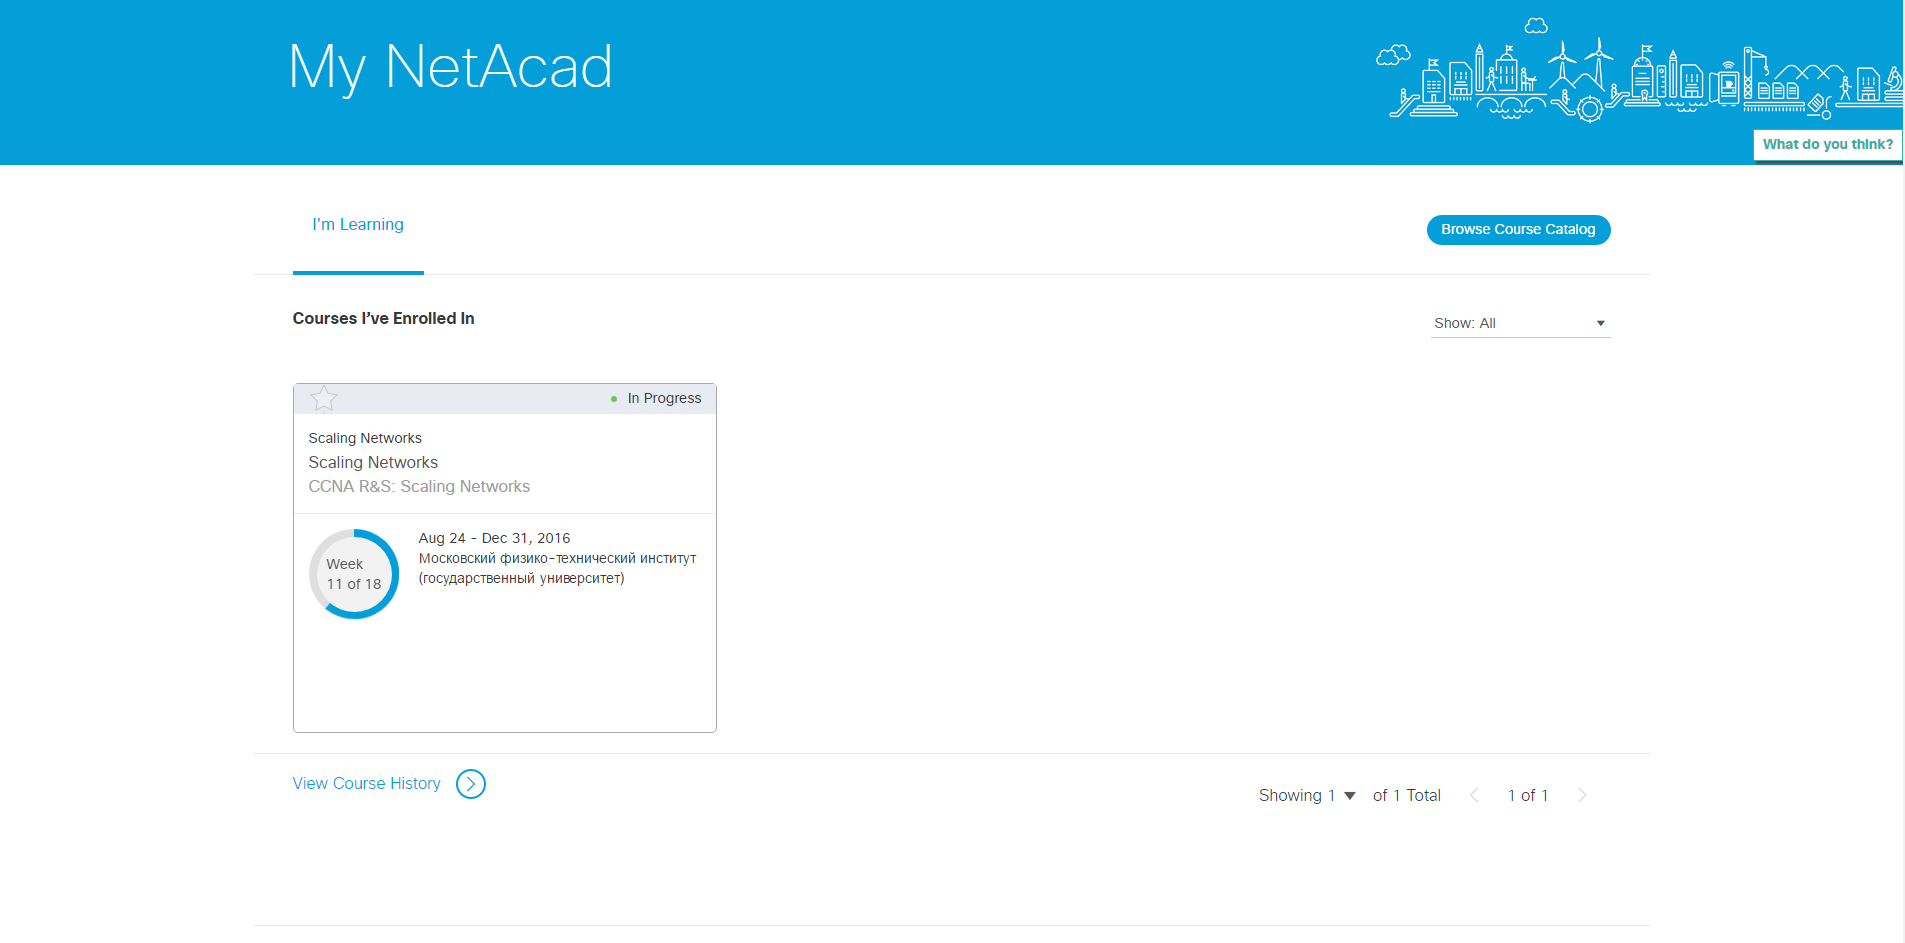 My NetAcad
What do you think?
I'm Learning
Browse Course Catalog
Courses I’ve Enrolled In
Show: All
In Progress
Scaling Networks
Scaling Networks
CCNA R&S: Scaling Networks
Week
11 of 18
Aug 24 - Dec 31, 2016
Московский физико-технический институт
(государственный университет)
View Course History
Showing 1 of 1 Total 1 of 1